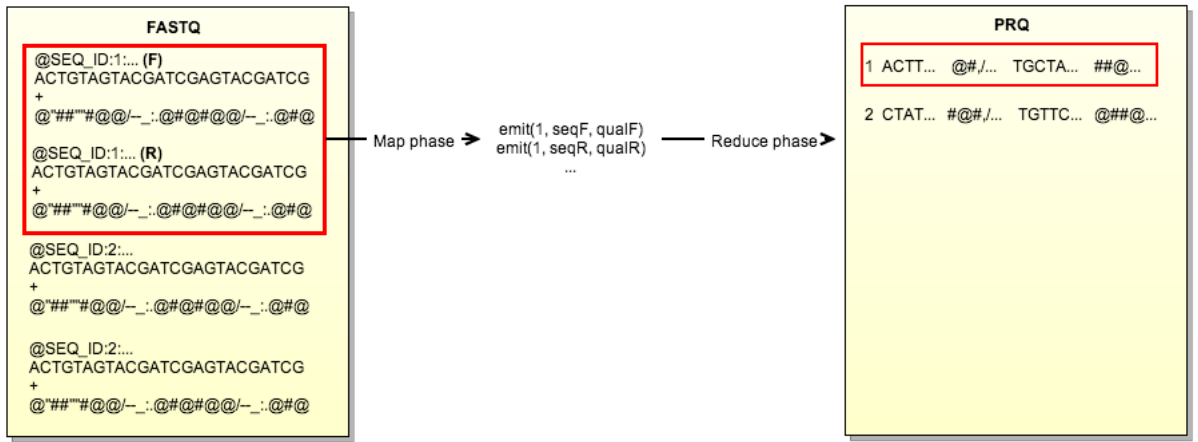 FASTQ
@SEQ_ID:1:... (F)
ACTGTAGTACGATCGAGTACGATCG
+
@"##""#@@/--_:.@#@#@@/--_:.@#@
@SEQ_ID:1:... (R)
ACTGTAGTACGATCGAGTACGATCG
+
@"##""#@@/--_:.@#@#@@/--_:.@#@
@SEQ_ID:2:...
ACTGTAGTACGATCGAGTACGATCG
+
@"##""#@@/--_:.@#@#@@/--_:.@#@
@SEQ_ID:2:...
ACTGTAGTACGATCGAGTACGATCG
+
@"##""#@@/--_:.@#@#@@/--_:.@#@
Map phase
emit(1, seqF, qualF)
emit(1, seqR, qualR)
...
Reduce phase
PRQ
1 ACTT... @#,/... TGCTA... ##@...
2 CTAT... #@#,/... TGTTC... @##@...